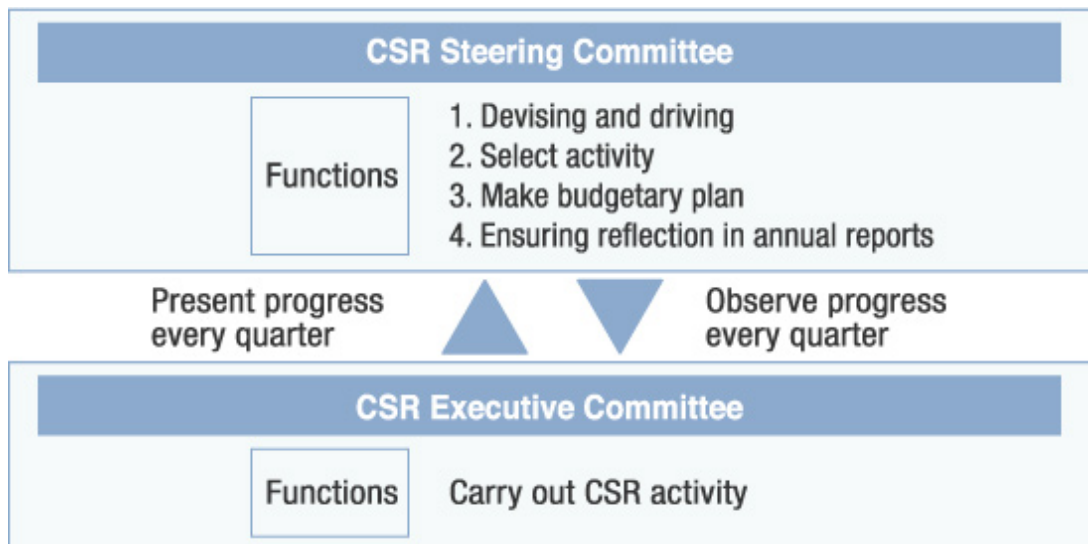 CSR Steering Committee
Functions
1. Devising and driving
2. Select activity
3. Make budgetary plan
4. Ensuring reflection in annual reports
Present progress
every quarter
Observe progress
every quarter
CSR Executive Committee
Functions
Carry out CSR activity